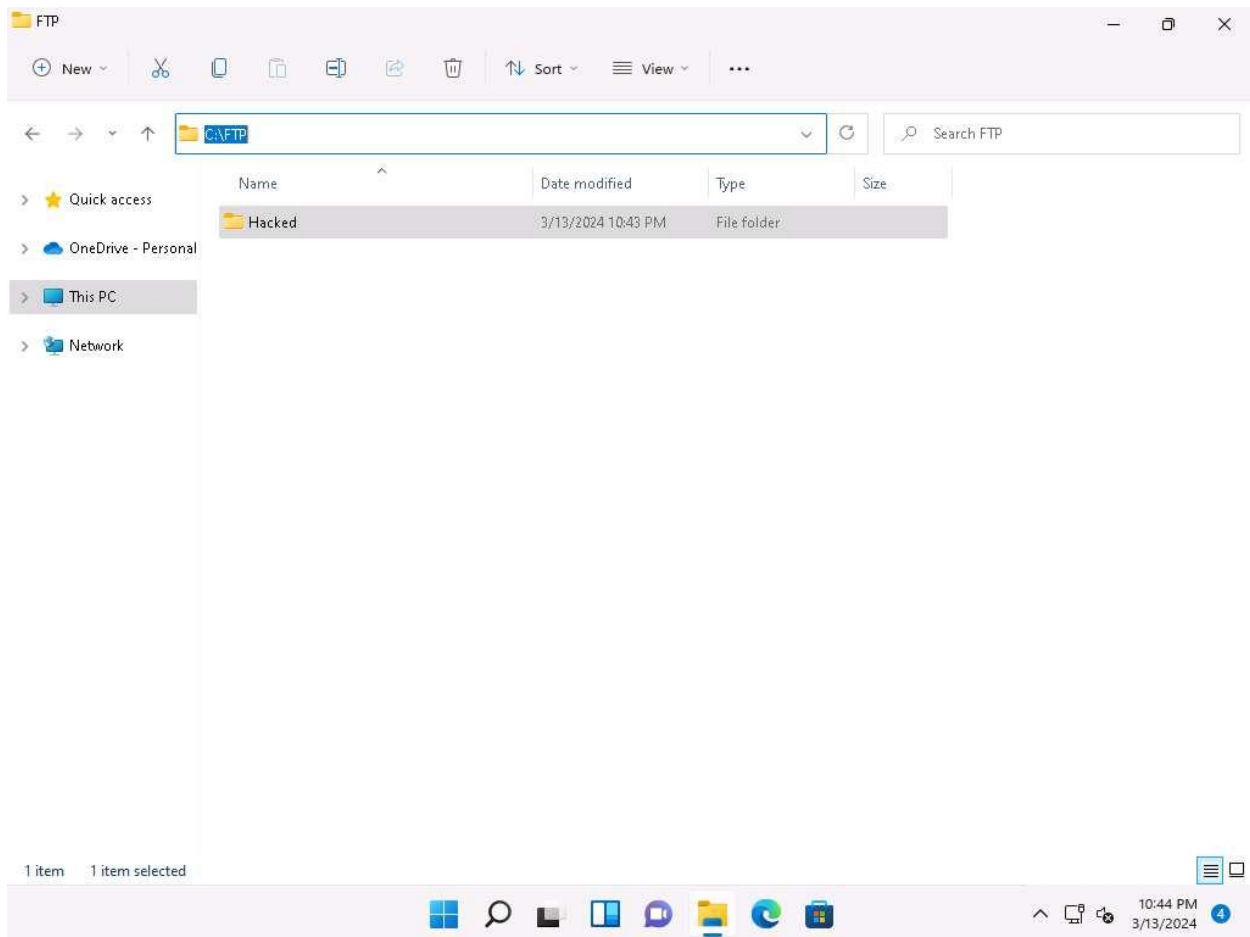 FTP
New Sort View
C:\FTP Search FTP
Name Date modified Type Size
Quick access
Hacked 3/13/2024 10:43 PM File folder
OneDrive - Personal
This PC
Network
1 item 1 item selected
10:44 PM
3/13/2024 4